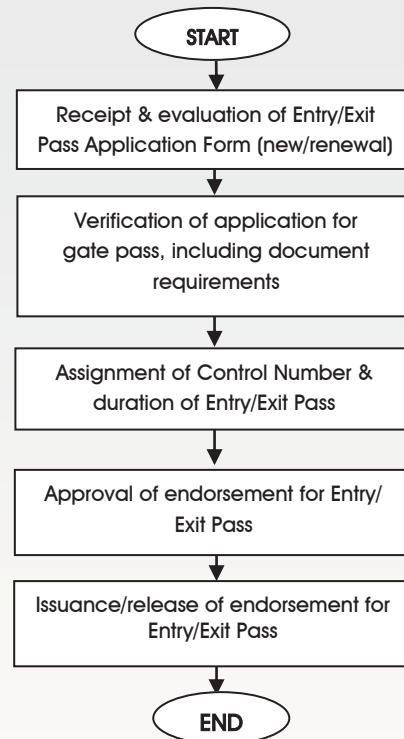 START
Receipt & evaluation of Entry/Exit
Pass Application Form (new/renewal)
Verification of application for
gate pass, including document
requirements
Assignment of Control Number &
duration of Entry/Exit Pass
Approval of endorsement for Entry/
Exit Pass
Issuance/release of endorsement for
Entry/Exit Pass
END